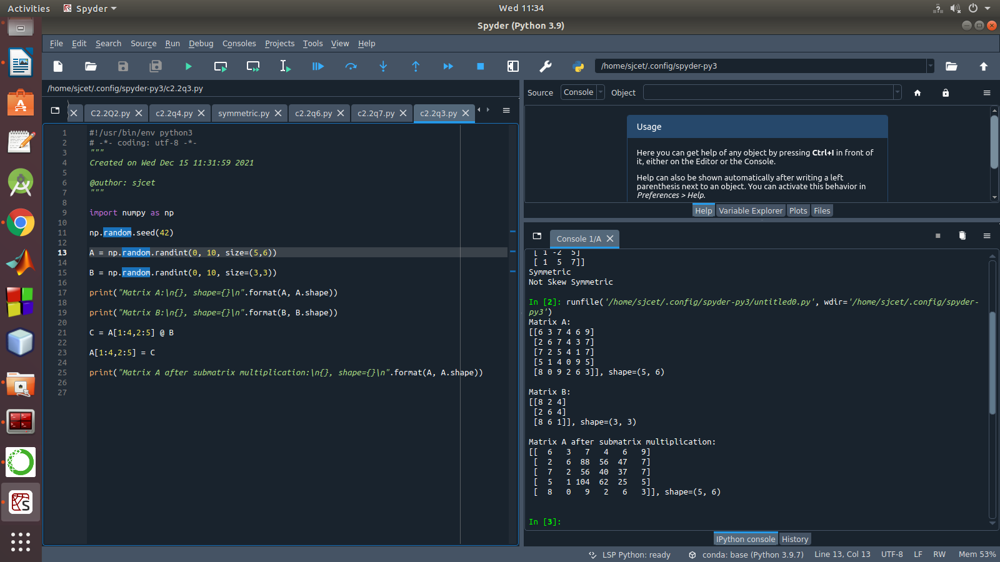 Activities Spyder Wed 11:34
Spyder (Python 3.9)
File Edit Search Source Run Debug Consoles Projects Tools View Help
/home/sjcet/.config/spyder-py3
/home/sjcet/.config/spyder-py3/c2.2q3.py
C2.2Q2.py c2.2q4.py symmetric.py c2.2q6.py c2.2q7.py c2.2q3.py
1 #!/usr/bin/env python3
2 # -*- coding: utf-8 -*-
3 """
4 Created on Wed Dec 15 11:31:59 2021
5
6 @author: sjcet
7 """
8
9 import numpy as np
10
11 np.random.seed(42)
12
13 A = np.random.randint(0, 10, size=(5,6))
14
15 B = np.random.randint(0, 10, size=(3,3))
16
17 print("Matrix A:\n{}, shape={}\n".format(A, A.shape))
18
19 print("Matrix B:\n{}, shape={}\n".format(B, B.shape))
20
21 C = A[1:4,2:5] @ B
22
23 A[1:4,2:5] = C
24
25 print("Matrix A after submatrix multiplication:\n{}, shape={}\n".format(A, A.shape))
26
27
Source Console Object
Usage
Here you can get help of any object by pressing Ctrl+I in front of
it, either on the Editor or the Console.
Help can also be shown automatically after writing a left
parenthesis next to an object. You can activate this behavior in
Preferences > Help.
Help Variable Explorer Plots Files
Console 1/A
[ 1 -2 5]
[ 1 5 7]]
Symmetric
Not Skew Symmetric
In [2]: runfile('/home/sjcet/.config/spyder-py3/untitled0.py', wdir='/home/sjcet/.config/spyder-
py3')
Matrix A:
[[6 3 7 4 6 9]
[2 6 7 4 3 7]
[7 2 5 4 1 7]
[5 1 4 0 9 5]
[8 0 9 2 6 3]], shape=(5, 6)
Matrix B:
[[8 2 4]
[2 6 4]
[8 6 1]], shape=(3, 3)
Matrix A after submatrix multiplication:
[[ 6 3 7 4 6 9]
[ 2 6 88 56 47 7]
[ 7 2 56 40 37 7]
[ 5 1 104 62 25 5]
[ 8 0 9 2 6 3]], shape=(5, 6)
In [3]:
IPython console History
LSP Python: ready conda: base (Python 3.9.7) Line 13, Col 13 UTF-8 LF RW Mem 53%